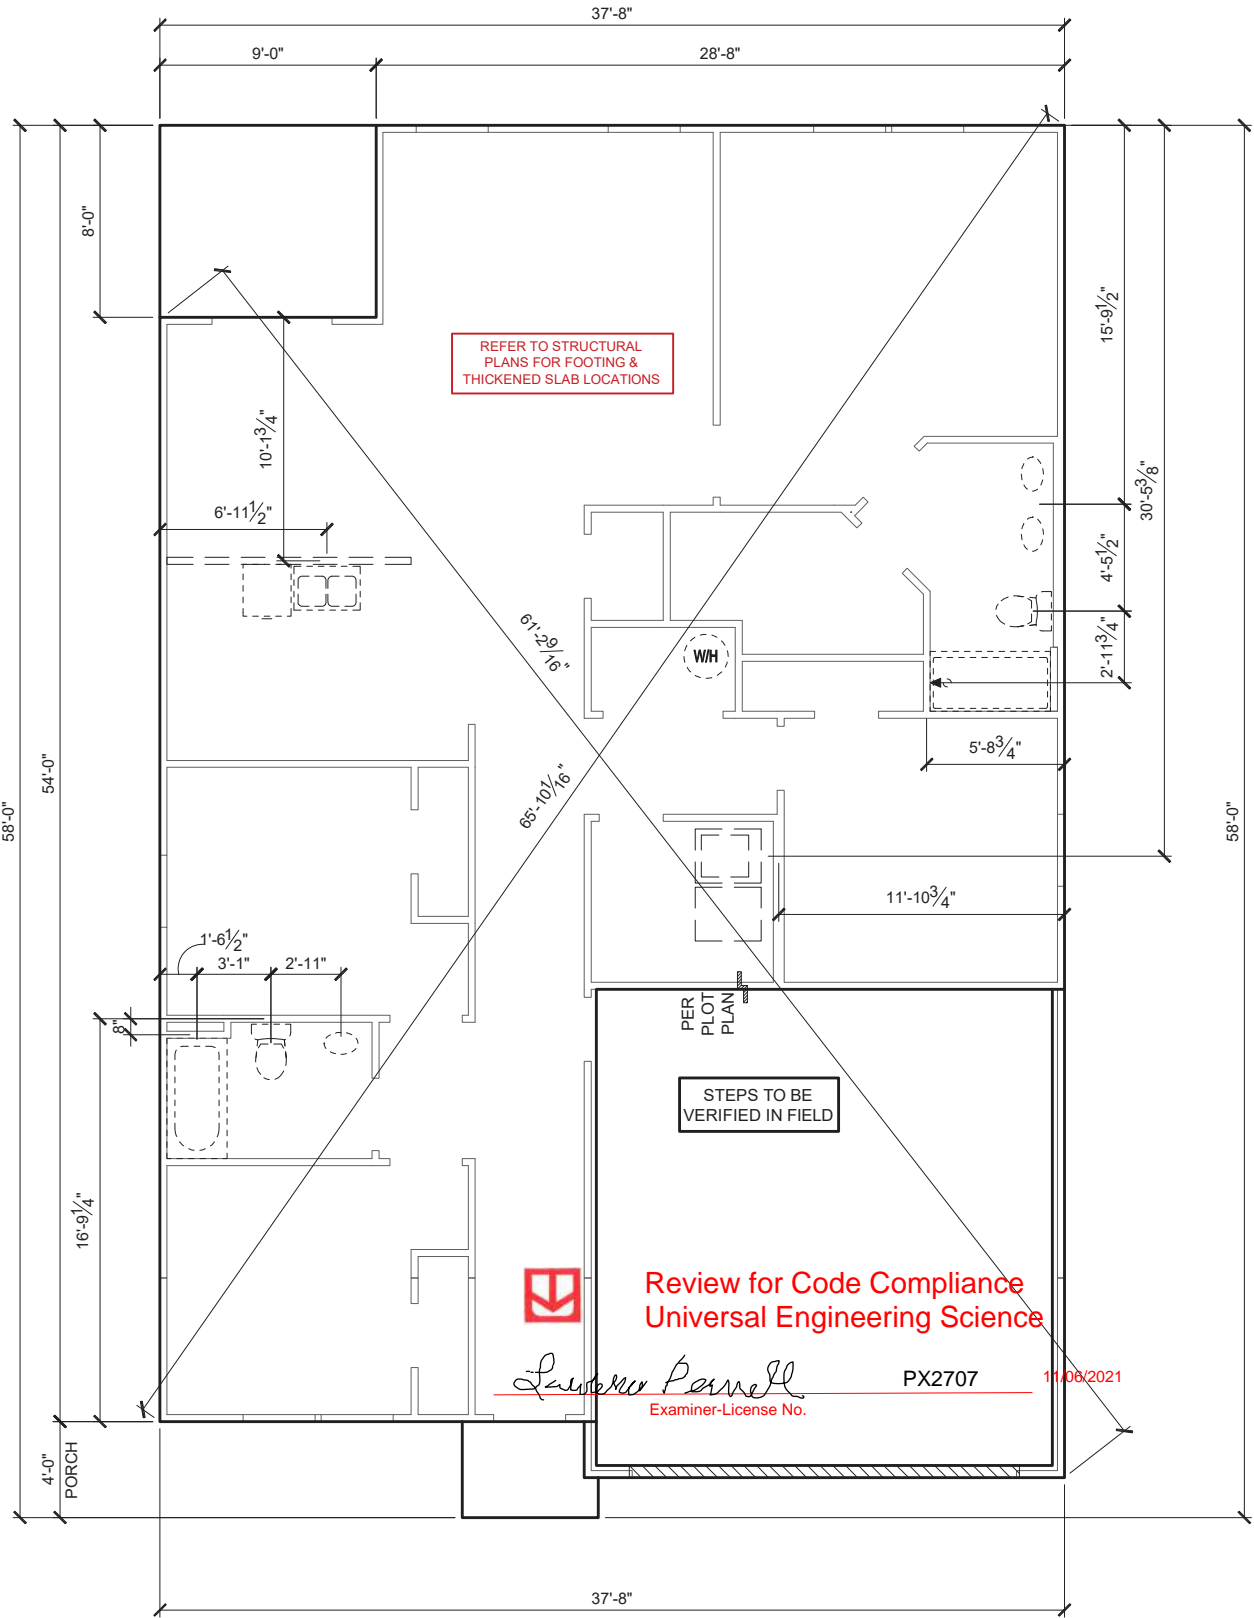 37'-8"
9'-0"
28'-8"
8'-0"
15'-9½"
REFER TO STRUCTURAL
PLANS FOR FOOTING &
THICKENED SLAB LOCATIONS
10'-1¾"
30'-5⅜"
6'-11½"
4'-5½"
61'-2 9/16"
W/H
2'-11¾"
5'-8¾"
54'-0"
65'-10 1/16"
58'-0"
58'-0"
11'-10¾"
1'-6½"
3'-1"
2'-11"
8"
PER
PLOT
PLAN
STEPS TO BE
VERIFIED IN FIELD
16'-9¼"
Review for Code Compliance
Universal Engineering Science
PX2707
11/06/2021
Examiner-License No.
4'-0"
PORCH
37'-8"